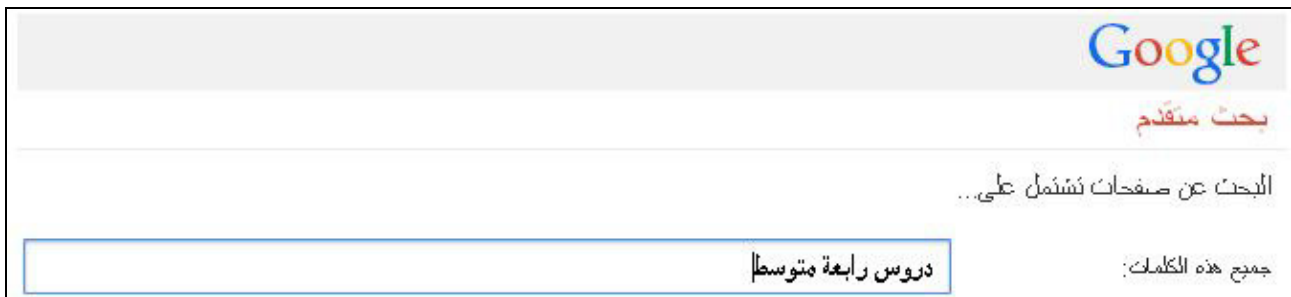 Google
بحث متقدم
البحث عن صفحات تشتمل على...
جميع هذه الكلمات:
دروس رابعة متوسط